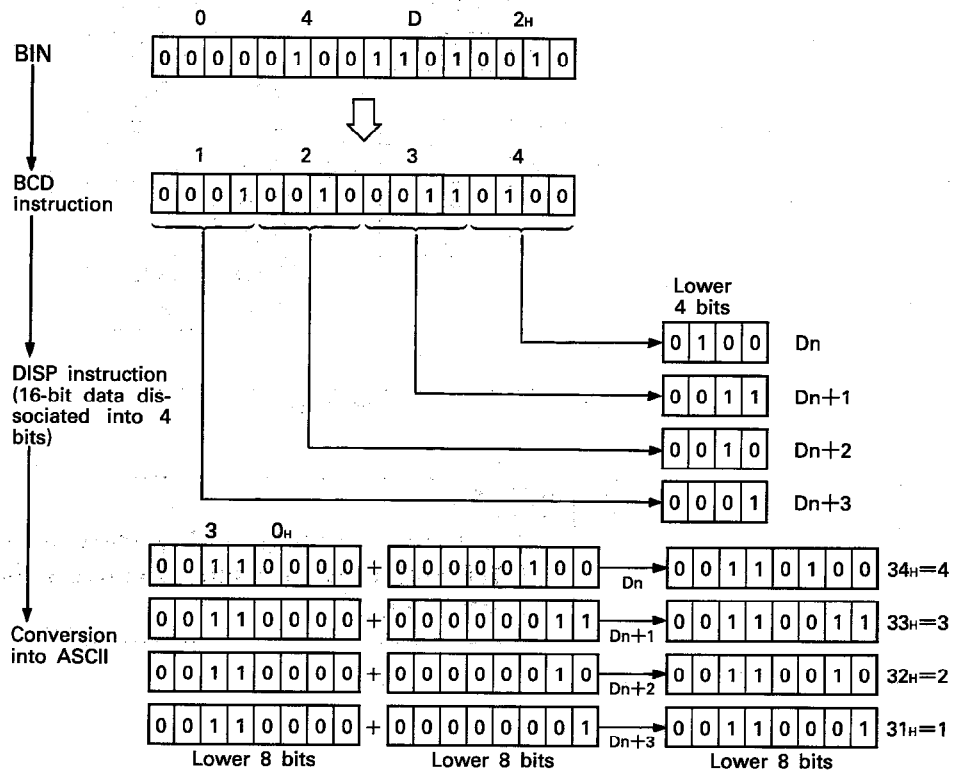 0 4 D 2H
BIN
0 0 0 0 0 1 0 0 1 1 0 1 0 0 1 0
1 2 3 4
BCD
instruction
0 0 0 1 0 0 1 0 0 0 1 1 0 1 0 0
Lower
4 bits
0 1 0 0 Dn
DISP instruction
(16-bit data dis-
sociated into 4
bits)
0 0 1 1 Dn+1
0 0 1 0 Dn+2
0 0 0 1 Dn+3
3 0H
0 0 1 1 0 0 0 0 + 0 0 0 0 0 1 0 0 Dn 0 0 1 1 0 1 0 0 34H=4
Conversion
into ASCII
0 0 1 1 0 0 0 0 + 0 0 0 0 0 0 1 1 Dn+1 0 0 1 1 0 0 1 1 33H=3
0 0 1 1 0 0 0 0 + 0 0 0 0 0 0 1 0 Dn+2 0 0 1 1 0 0 1 0 32H=2
0 0 1 1 0 0 0 0 + 0 0 0 0 0 0 0 1 Dn+3 0 0 1 1 0 0 0 1 31H=1
Lower 8 bits Lower 8 bits Lower 8 bits